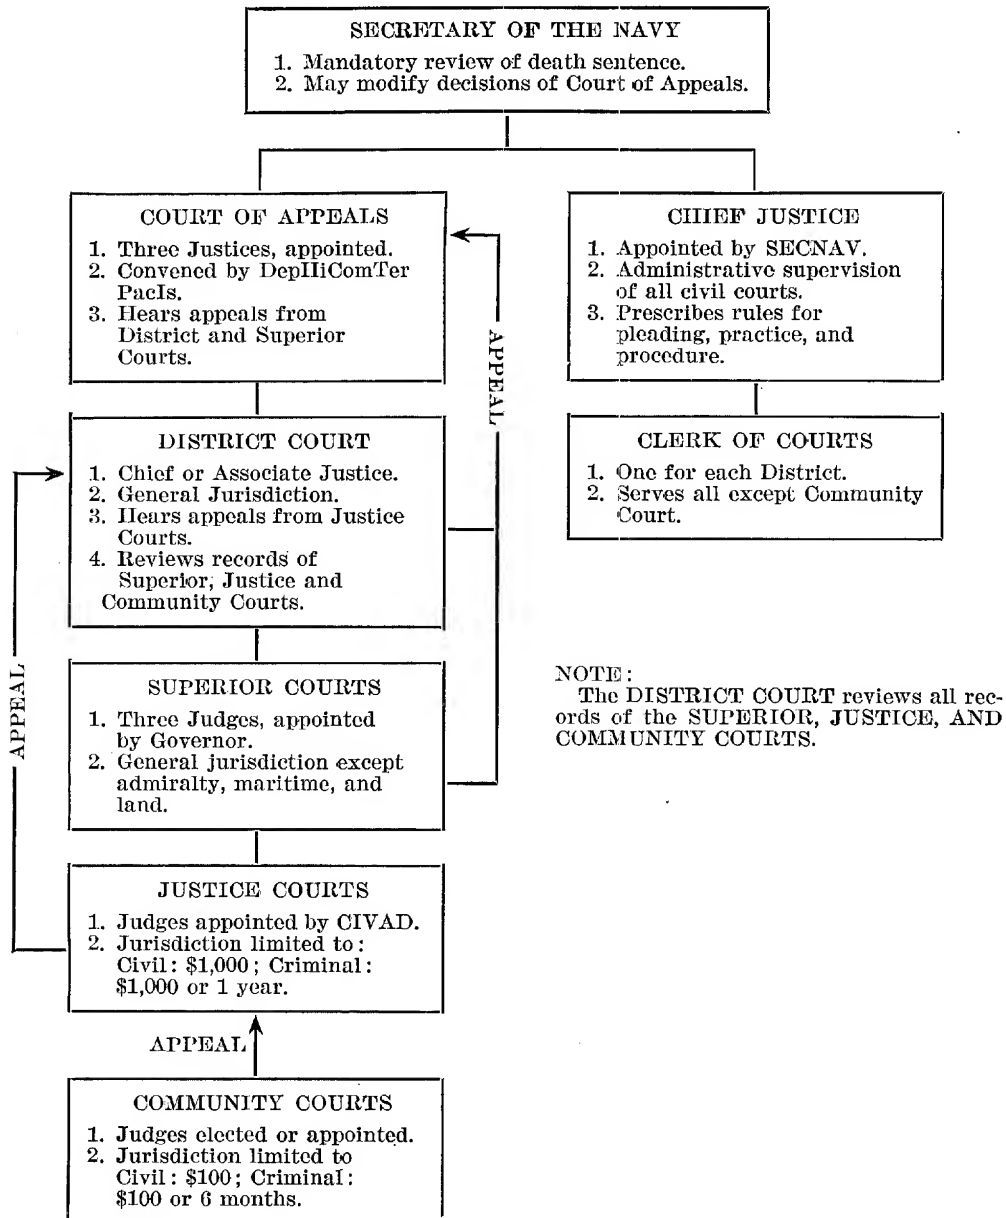 SECRETARY OF THE NAVY
1. Mandatory review of death sentence.
2. May modify decisions of Court of Appeals.
COURT OF APPEALS
1. Three Justices, appointed.
2. Convened by DepHiComTer
PacIs.
3. Hears appeals from
District and Superior
Courts.
CHIEF JUSTICE
1. Appointed by SECNAV.
2. Administrative supervision
of all civil courts.
3. Prescribes rules for
pleading, practice, and
procedure.
APPEAL
DISTRICT COURT
1. Chief or Associate Justice.
2. General Jurisdiction.
3. Hears appeals from Justice
Courts.
4. Reviews records of
Superior, Justice and
Community Courts.
CLERK OF COURTS
1. One for each District.
2. Serves all except Community
Court.
APPEAL
SUPERIOR COURTS
1. Three Judges, appointed
by Governor.
2. General jurisdiction except
admiralty, maritime, and
land.
NOTE:
The DISTRICT COURT reviews all rec-
ords of the SUPERIOR, JUSTICE, AND
COMMUNITY COURTS.
JUSTICE COURTS
1. Judges appointed by CIVAD.
2. Jurisdiction limited to:
Civil: $1,000; Criminal:
$1,000 or 1 year.
APPEAL
COMMUNITY COURTS
1. Judges elected or appointed.
2. Jurisdiction limited to
Civil: $100; Criminal:
$100 or 6 months.